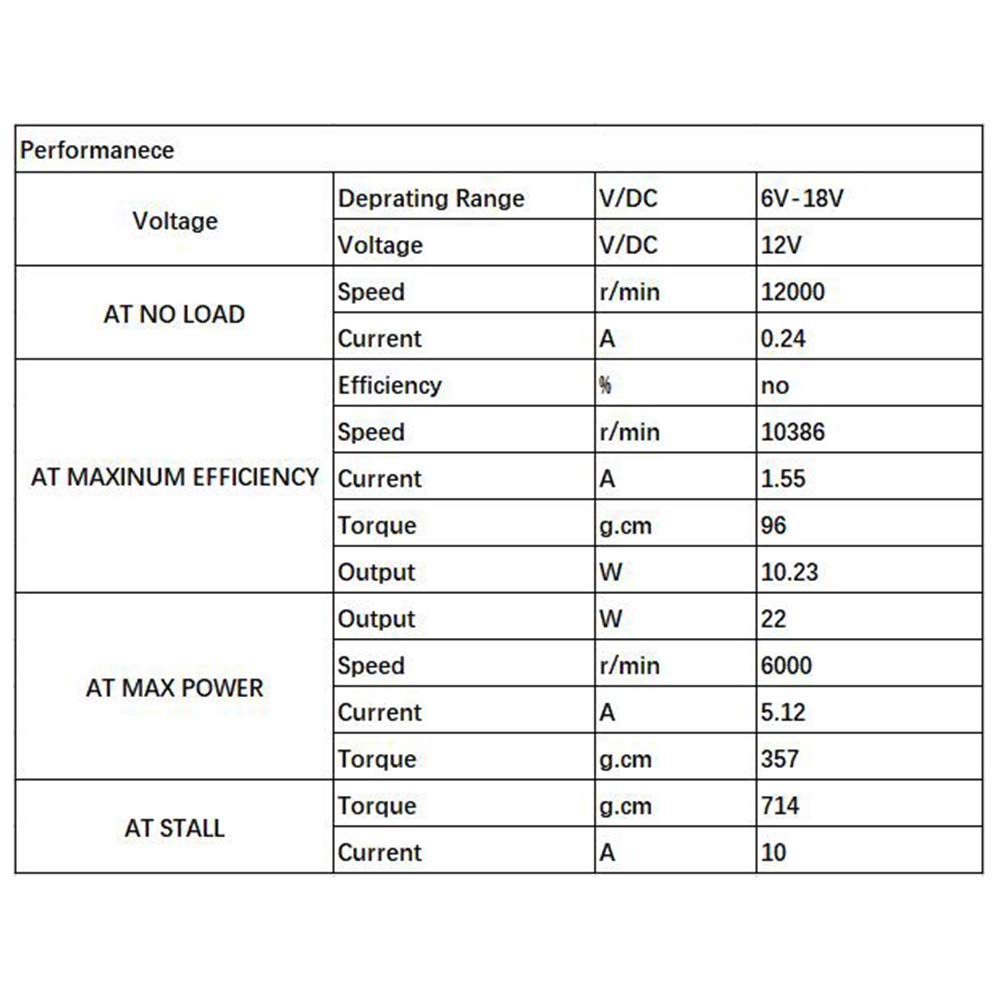 Performanece
Voltage
Deprating Range V/DC 6V-18V
Voltage V/DC 12V
AT NO LOAD
Speed r/min 12000
Current A 0.24
AT MAXINUM EFFICIENCY
Efficiency % no
Speed r/min 10386
Current A 1.55
Torque g.cm 96
Output W 10.23
AT MAX POWER
Output W 22
Speed r/min 6000
Current A 5.12
Torque g.cm 357
AT STALL
Torque g.cm 714
Current A 10